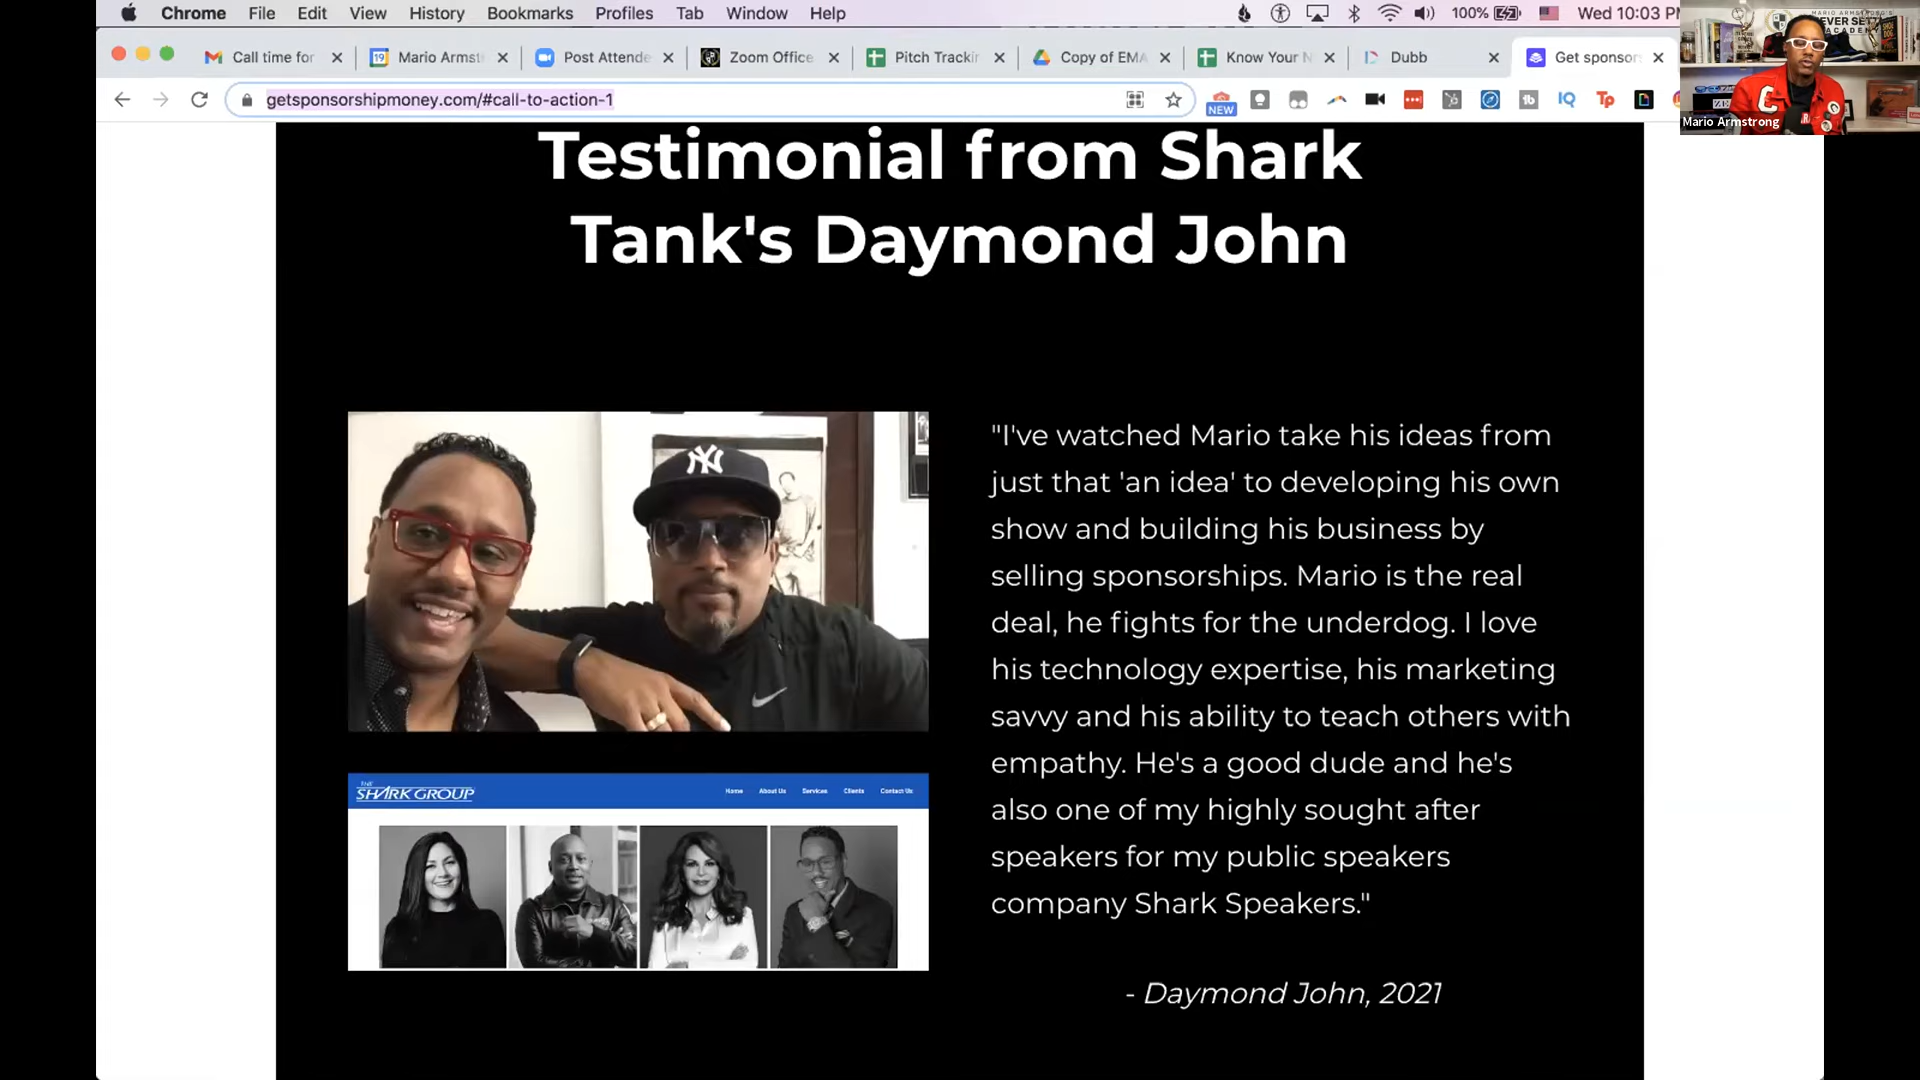 Chrome File Edit View History Bookmarks Profiles Tab Window Help 100% Wed 10:03 PM
Call time for Mario Armst Post Attende Zoom Office Pitch Trackin Copy of EMA Know Your N Dubb Get sponsor
getsponsorshipmoney.com/#call-to-action-1
NEW
IQ
Mario Armstrong
Testimonial from Shark
Tank's Daymond John
"I've watched Mario take his ideas from
just that 'an idea' to developing his own
show and building his business by
selling sponsorships. Mario is the real
deal, he fights for the underdog. I love
his technology expertise, his marketing
savvy and his ability to teach others with
empathy. He's a good dude and he's
also one of my highly sought after
speakers for my public speakers
company Shark Speakers."
- Daymond John, 2021
THE
SHARK GROUP
Home About Us Services Clients Contact Us